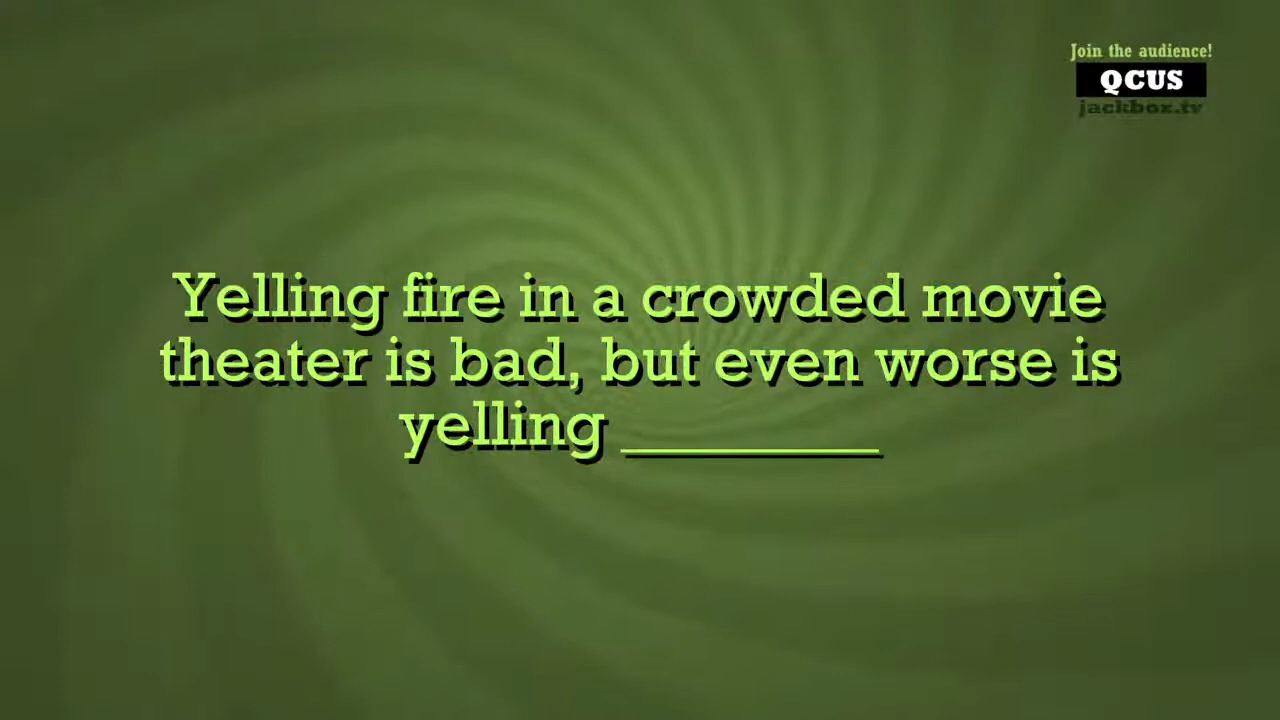 Join the audience!
QCUS
jackbox.tv
Yelling fire in a crowded movie
theater is bad, but even worse is
yelling ________